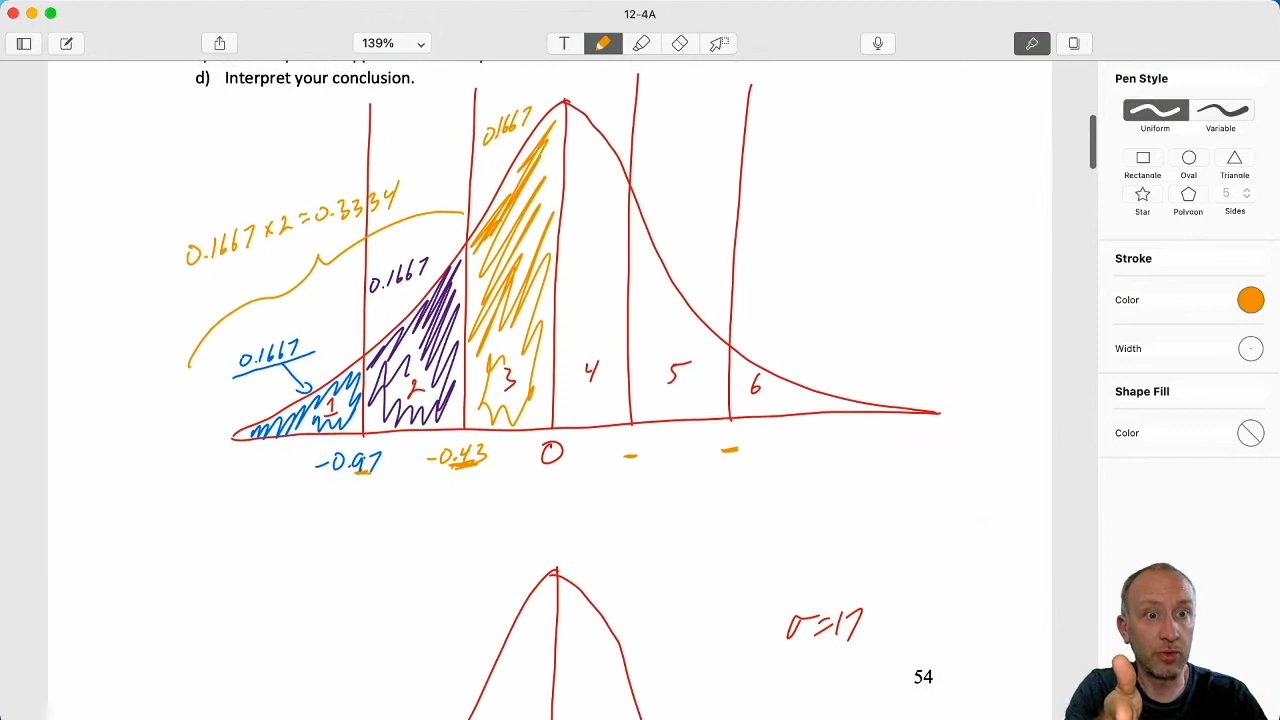 12-4A
139%
T
d) Interpret your conclusion.
0.1667
0.1667 x 2 = 0.3334
0.1667
0.1667
1
2
3
4
5
6
-0.97
-0.43
0
-
-
σ=17
54
Pen Style
Uniform
Variable
Rectangle
Oval
Triangle
Star
Polygon
5
Sides
Stroke
Color
Width
Shape Fill
Color